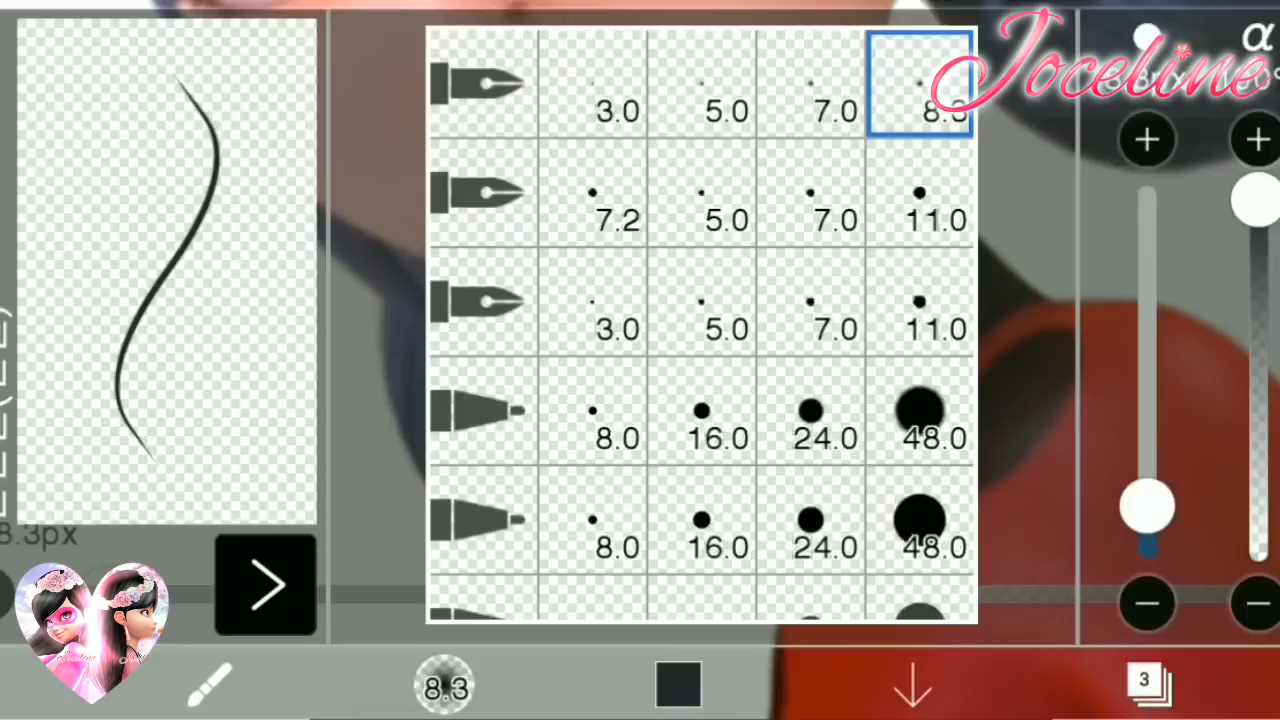 Joceline
α
3.0 5.0 7.0 8.3
7.2 5.0 7.0 11.0
3.0 5.0 7.0 11.0
8.0 16.0 24.0 48.0
8.0 16.0 24.0 48.0
8.3px
8.3
3